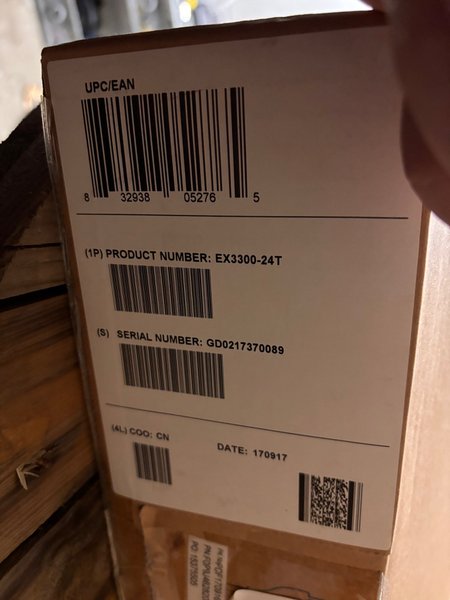 UPC/EAN
8 32938 05276 5
(1P) PRODUCT NUMBER: EX3300-24T
(S) SERIAL NUMBER: GD0217370089
(4L) COO: CN
DATE: 170917